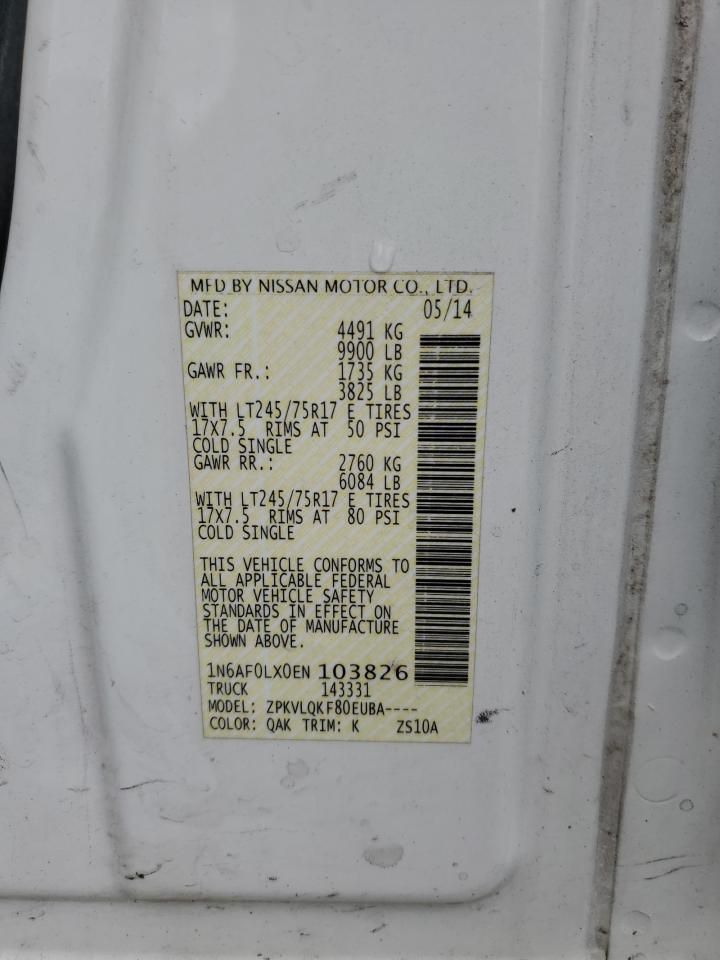 MFD BY NISSAN MOTOR CO., LTD.
DATE: 05/14
GVWR: 4491 KG
9900 LB
GAWR FR.: 1735 KG
3825 LB
WITH LT245/75R17 E TIRES
17X7.5 RIMS AT 50 PSI
COLD SINGLE
GAWR RR.: 2760 KG
6084 LB
WITH LT245/75R17 E TIRES
17X7.5 RIMS AT 80 PSI
COLD SINGLE
THIS VEHICLE CONFORMS TO
ALL APPLICABLE FEDERAL
MOTOR VEHICLE SAFETY
STANDARDS IN EFFECT ON
THE DATE OF MANUFACTURE
SHOWN ABOVE.
1N6AF0LX0EN 103826
TRUCK 143331
MODEL: ZPKVLQKF80EUBA----
COLOR: QAK TRIM: K ZS10A